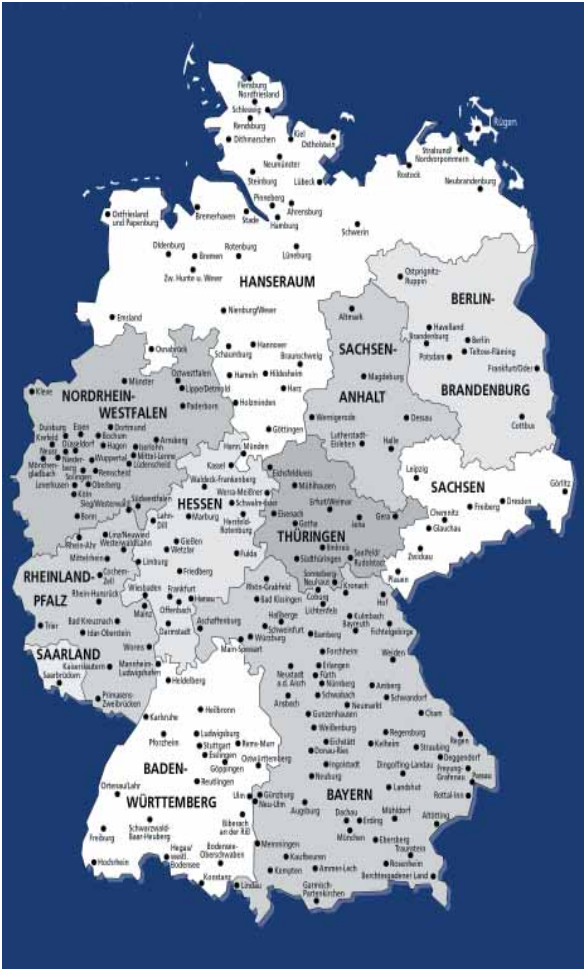 Flensburg
Nordfriesland
Schleswig
Rendsburg
Dithmarschen
Kiel
Ostholstein
Neumünster
Steinburg
Lübeck
Pinneberg
Ahrensburg
Stade
Hamburg
Bremerhaven
Ostfriesland
und Papenburg
Rügen
Stralsund/
Nordvorpommern
Rostock
Neubrandenburg
Schwerin
Oldenburg
Bremen
Rotenburg
Lüneburg
Zw. Hunte u. Weser
HANSERAUM
Emsland
Nienburg/Weser
Osnabrück
Schaumburg
Hannover
Braunschweig
Hameln
Hildesheim
Harz
Holzminden
Göttingen
Hann. Münden
Ostprignitz-
Ruppin
BERLIN-
Havelland
Brandenburg
Berlin
Potsdam
Teltow-Fläming
Frankfurt/Oder
BRANDENBURG
Cottbus
Altmark
SACHSEN-
Magdeburg
ANHALT
Wernigerode
Dessau
Lutherstadt-
Eisleben
Halle
Kleve
Münster
Ostwestfalen
Lippe/Detmold
NORDRHEIN-
WESTFALEN
Paderborn
Dortmund
Duisburg
Essen
Bochum
Krefeld
Düsseldorf
Hagen
Arnsberg
Iserlohn
Neuss
Nieder-
berg
Wuppertal
Mittel-Lenne
Mönchen-
gladbach
Solingen
Remscheid
Lüdenscheid
Leverkusen
Oberberg
Köln
Sieg/Westerwald
Südwestfalen
Bonn
Kassel
Waldeck-Frankenberg
Werra-Meißner
HESSEN
Schwalm-Eder
Marburg
Hersfeld-
Rotenburg
Lahn-
Dill
Gießen
Wetzlar
Fulda
Limburg
Friedberg
Wiesbaden
Frankfurt
Hanau
Offenbach
Darmstadt
Eichsfeldkreis
Mühlhausen
Erfurt/Weimar
Eisenach
Gotha
Jena
Gera
THÜRINGEN
Ilmkreis
Südthüringen
Saalfeld/
Rudolstadt
Sonneberg
Neuhaus
Leipzig
SACHSEN
Görlitz
Dresden
Freiberg
Chemnitz
Glauchau
Zwickau
Plauen
Rhein-Ahr
Linz/Neuwied
Westerwald/Lahn
Mittelrhein
RHEINLAND-
PFALZ
Cochem-
Zell
Rhein-Hunsrück
Mainz
Trier
Bad Kreuznach
Idar-Oberstein
Worms
SAARLAND
Kaiserslautern
Saarbrücken
Mannheim-
Ludwigshafen
Pirmasens-
Zweibrücken
Heidelberg
Karlsruhe
Heilbronn
Pforzheim
Ludwigsburg
Stuttgart
Rems-Murr
Esslingen
Göppingen
Ostwürttemberg
BADEN-
WÜRTTEMBERG
Reutlingen
Ortenau/Lahr
Ulm
Biberach
an der Riß
Freiburg
Schwarzwald-
Baar-Heuberg
Hegau/
westl.
Bodensee
Bodensee-
Oberschwaben
Hochrhein
Konstanz
Rhön-Grabfeld
Bad Kissingen
Coburg
Kronach
Lichtenfels
Hof
Aschaffenburg
Haßberge
Schweinfurt
Kulmbach
Bayreuth
Fichtelgebirge
Main-Spessart
Würzburg
Bamberg
Forchheim
Weiden
Neustadt
a.d. Aisch
Erlangen
Fürth
Nürnberg
Amberg
Ansbach
Schwabach
Schwandorf
Neumarkt
Gunzenhausen
Cham
Weißenburg
Regensburg
Regen
Eichstätt
Kelheim
Straubing
Donau-Ries
Deggendorf
Ingolstadt
Dingolfing-Landau
Freyung-
Grafenau
Passau
Neuburg
Landshut
Rottal-Inn
BAYERN
Günzburg
Neu-Ulm
Augsburg
Dachau
Erding
Mühldorf
Altötting
München
Ebersberg
Memmingen
Traunstein
Kaufbeuren
Rosenheim
Kempten
Ammer-Lech
Berchtesgadener Land
Lindau
Garmisch-
Partenkirchen